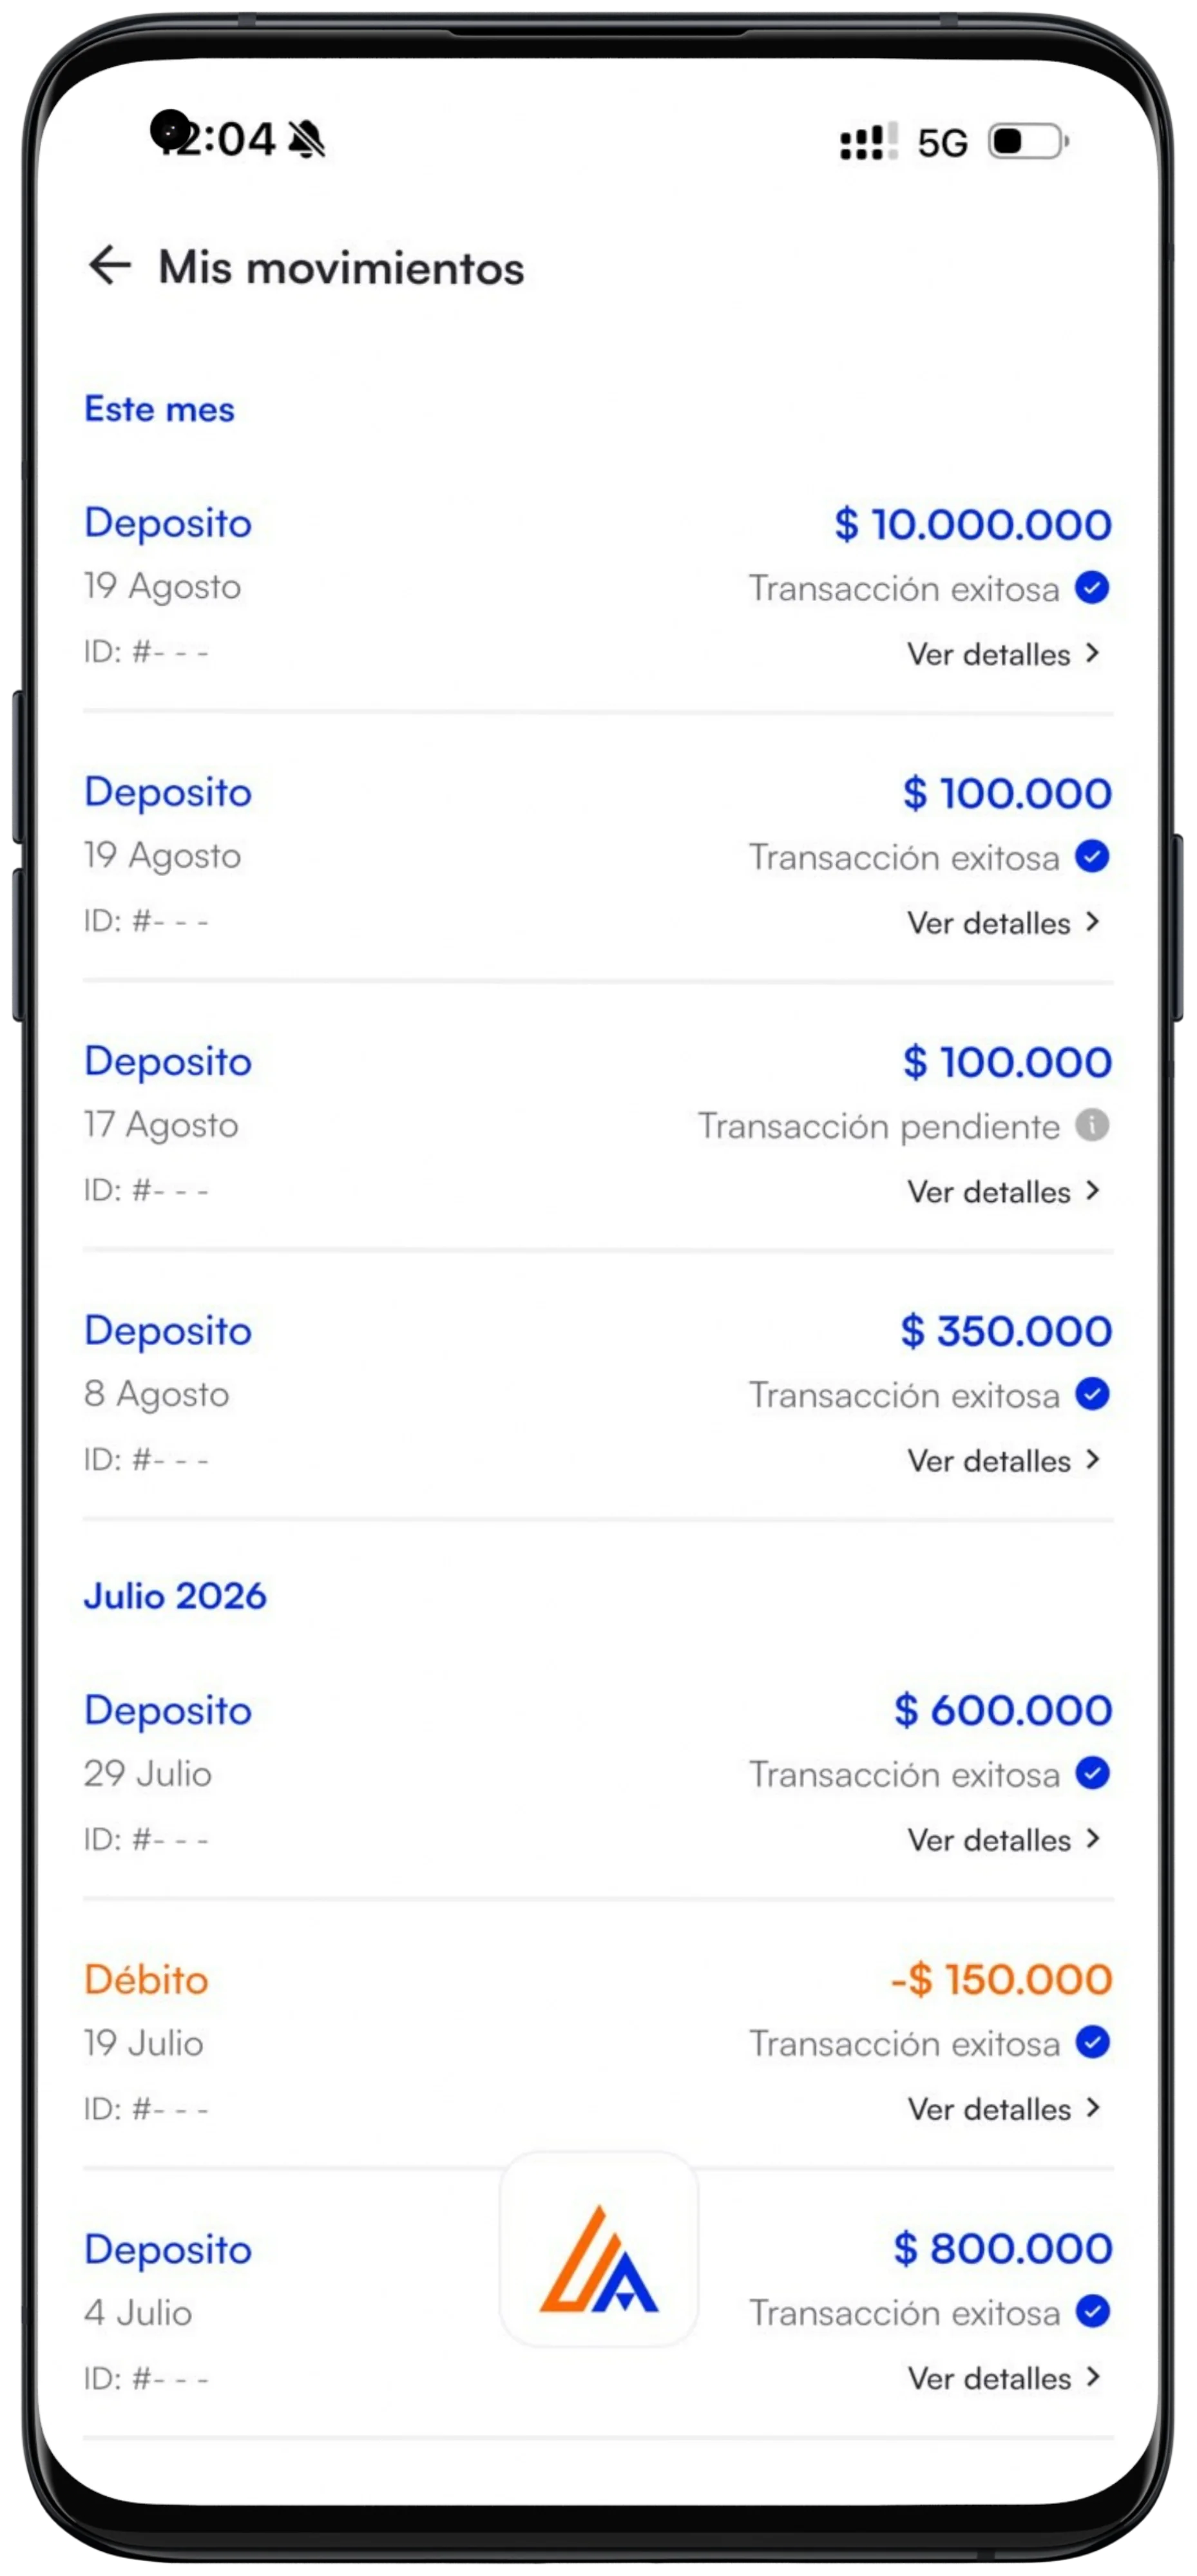 12:04
5G
Mis movimientos
Este mes
Deposito $ 10.000.000
19 Agosto Transacción exitosa
ID: #- - - Ver detalles >
Deposito $ 100.000
19 Agosto Transacción exitosa
ID: #- - - Ver detalles >
Deposito $ 100.000
17 Agosto Transacción pendiente i
ID: #- - - Ver detalles >
Deposito $ 350.000
8 Agosto Transacción exitosa
ID: #- - - Ver detalles >
Julio 2026
Deposito $ 600.000
29 Julio Transacción exitosa
ID: #- - - Ver detalles >
Débito -$ 150.000
19 Julio Transacción exitosa
ID: #- - - Ver detalles >
Deposito $ 800.000
4 Julio Transacción exitosa
ID: #- - - Ver detalles >